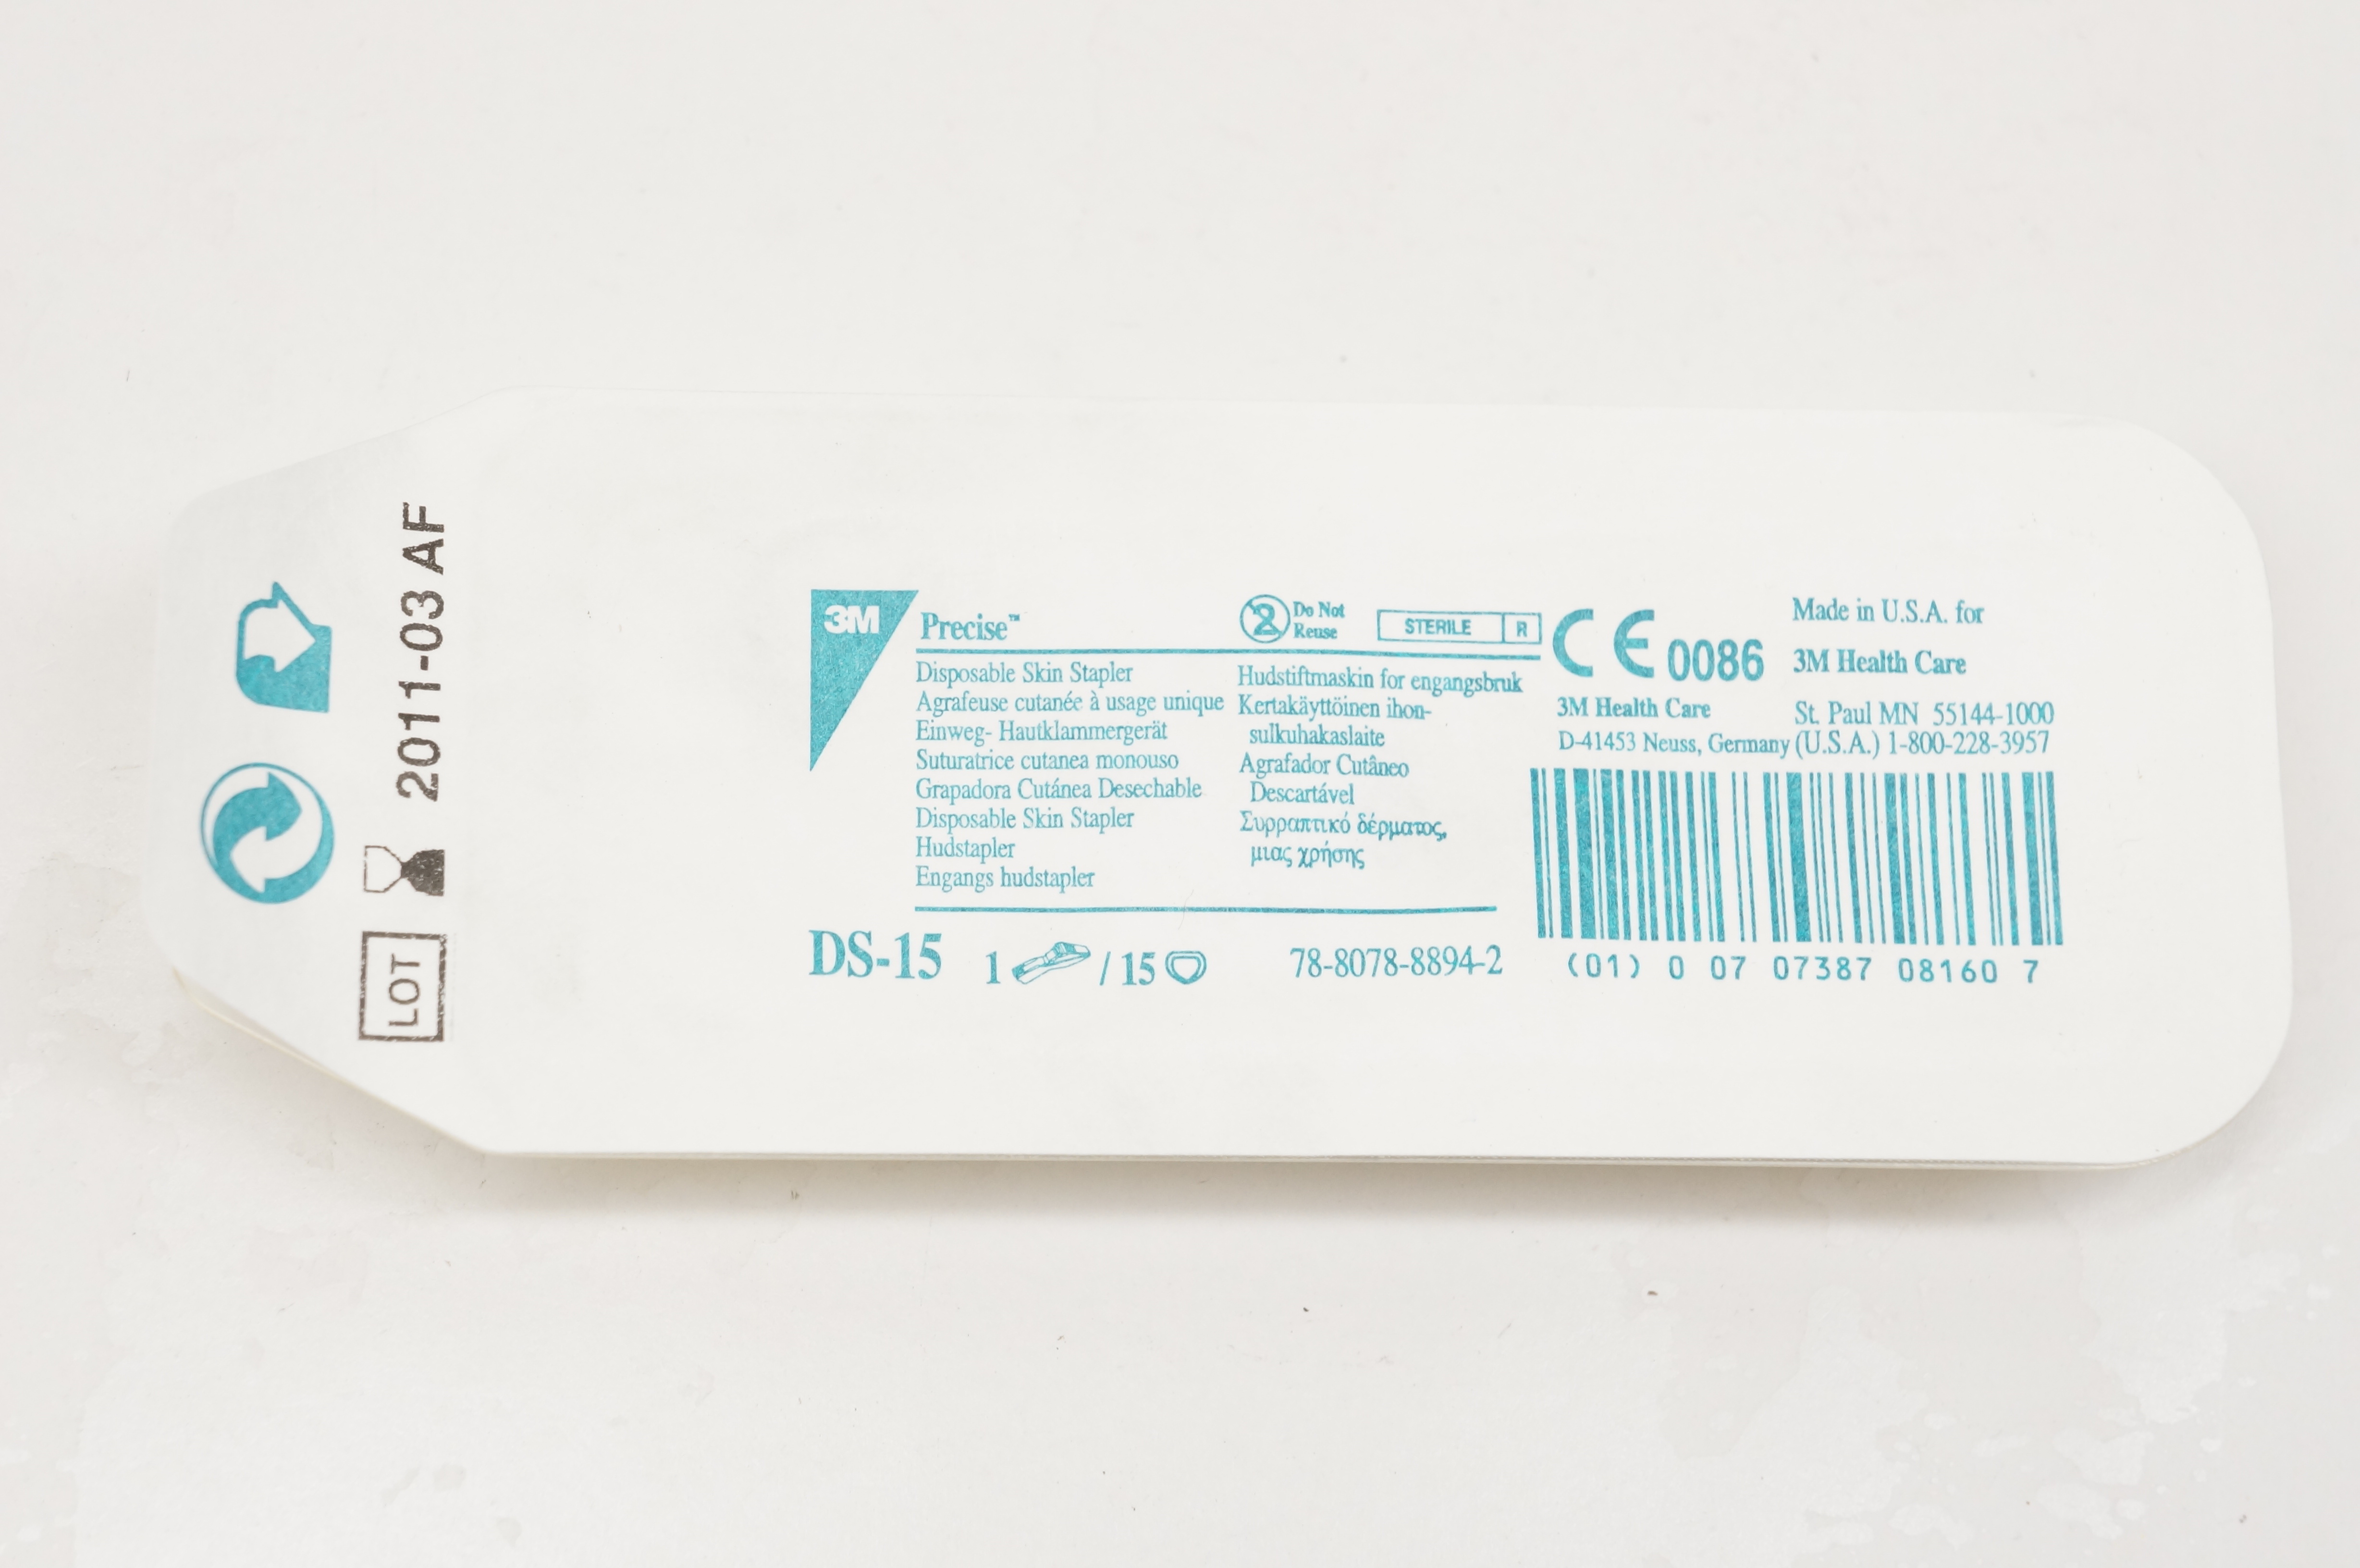 LOT 2011-03 AF
3M
Precise™
Do Not
Reuse
STERILE R
Disposable Skin Stapler
Agrafeuse cutanée à usage unique
Einweg- Hautklammergerät
Suturatrice cutanea monouso
Grapadora Cutánea Desechable
Disposable Skin Stapler
Hudstapler
Engangs hudstapler
Hudstiftmaskin for engangsbruk
Kertakäyttöinen ihon-
sulkuhakaslaite
Agrafador Cutâneo
Descartável
Συρραπτικό δέρματος,
μιας χρήσης
DS-15
1 / 15
78-8078-8894-2
CE 0086
3M Health Care
D-41453 Neuss, Germany
Made in U.S.A. for
3M Health Care
St. Paul MN 55144-1000
(U.S.A.) 1-800-228-3957
(01) 0 07 07387 08160 7